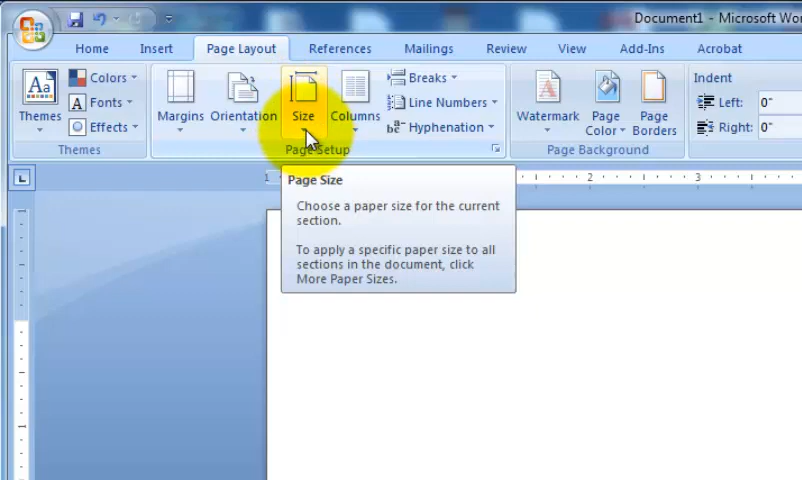 Document1 - Microsoft Wor
Home Insert Page Layout References Mailings Review View Add-Ins Acrobat
Aa Themes
Colors
A Fonts
Effects
Themes
Margins Orientation Size Columns
Breaks
Line Numbers
Hyphenation
Page Setup
Watermark Page Color Page Borders
Page Background
Indent
Left: 0"
Right: 0"
L
1 2 3
Page Size
Choose a paper size for the current
section.
To apply a specific paper size to all
sections in the document, click
More Paper Sizes.
1